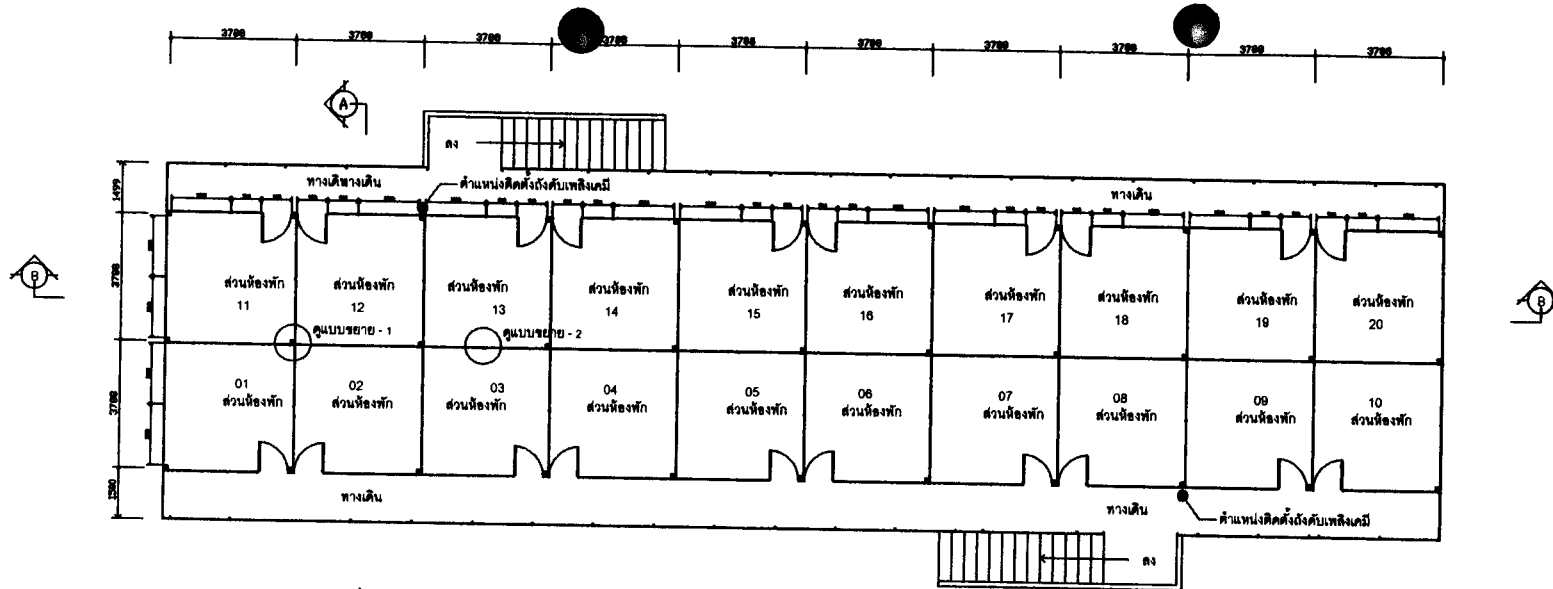 3700 3700 3700 3700 3700 3700 3700 3700 3700 3700
A
ลง
1499
ทางเดินทางเดิน
ตำแหน่งติดตั้งถังดับเพลิงเคมี
ทางเดิน
B
B
3700
ส่วนห้องพัก
11
ส่วนห้องพัก
12
ส่วนห้องพัก
13
ส่วนห้องพัก
14
ส่วนห้องพัก
15
ส่วนห้องพัก
16
ส่วนห้องพัก
17
ส่วนห้องพัก
18
ส่วนห้องพัก
19
ส่วนห้องพัก
20
ดูแบบขยาย - 1
ดูแบบขยาย - 2
3700
01
ส่วนห้องพัก
02
ส่วนห้องพัก
03
ส่วนห้องพัก
04
ส่วนห้องพัก
05
ส่วนห้องพัก
06
ส่วนห้องพัก
07
ส่วนห้องพัก
08
ส่วนห้องพัก
09
ส่วนห้องพัก
10
ส่วนห้องพัก
1500
ทางเดิน
ทางเดิน
ตำแหน่งติดตั้งถังดับเพลิงเคมี
ลง